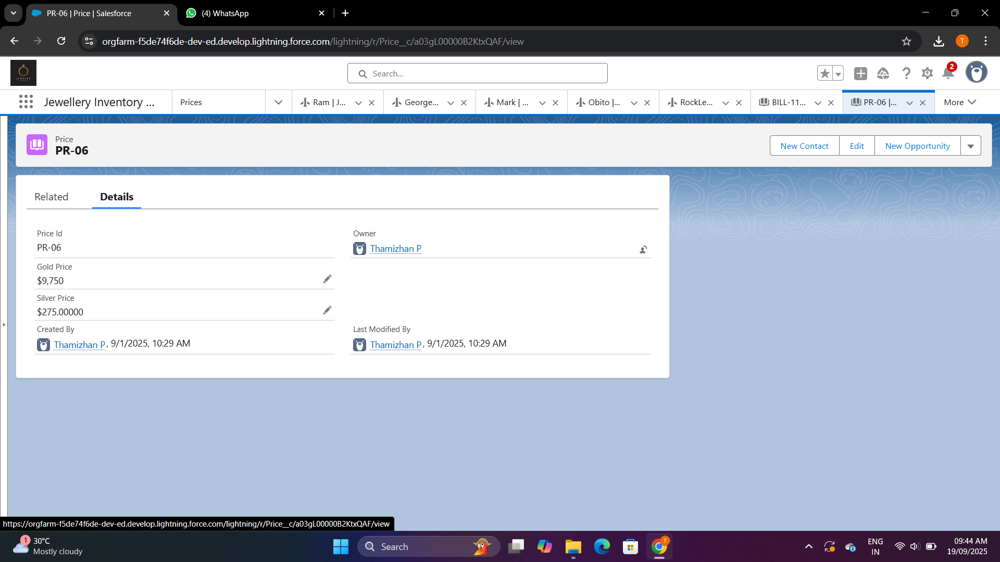 PR-06 | Price | Salesforce
(4) WhatsApp
orgfarm-f5de74f6de-dev-ed.develop.lightning.force.com/lightning/r/Price__c/a03gL00000B2KtxQAF/view
T
Search...
2
Jewellery Inventory ...
Prices
Ram | J...
George...
Mark | ...
Obito |...
RockLe...
BILL-11...
PR-06 |...
More
Price
PR-06
New Contact
Edit
New Opportunity
Related
Details
Price Id
PR-06
Owner
Thamizhan P
Gold Price
$9,750
Silver Price
$275.00000
Created By
Thamizhan P, 9/1/2025, 10:29 AM
Last Modified By
Thamizhan P, 9/1/2025, 10:29 AM
https://orgfarm-f5de74f6de-dev-ed.develop.lightning.force.com/lightning/r/Price__c/a03gL00000B2KtxQAF/view
1
30°C
Mostly cloudy
Search
T
ENG
IN
09:44 AM
19/09/2025